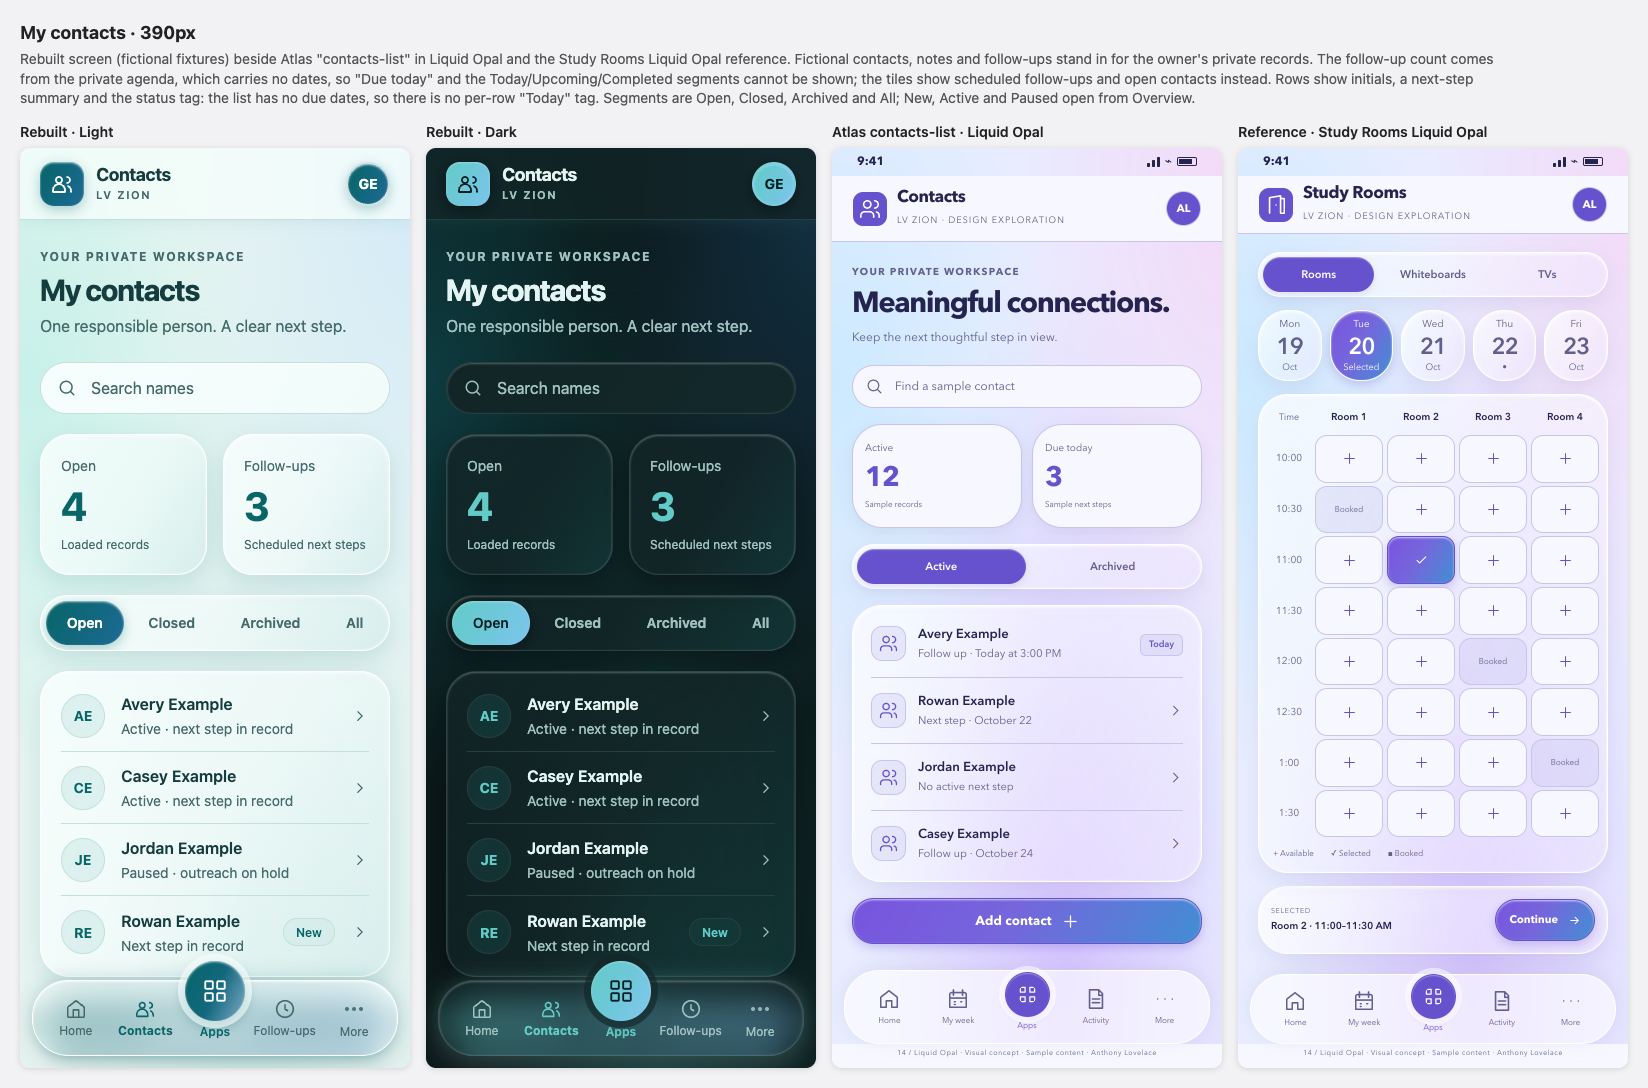 My contacts · 390px
Rebuilt screen (fictional fixtures) beside Atlas "contacts-list" in Liquid Opal and the Study Rooms Liquid Opal reference. Fictional contacts, notes and follow-ups stand in for the owner's private records. The follow-up count comes
from the private agenda, which carries no dates, so "Due today" and the Today/Upcoming/Completed segments cannot be shown; the tiles show scheduled follow-ups and open contacts instead. Rows show initials, a next-step
summary and the status tag: the list has no due dates, so there is no per-row "Today" tag. Segments are Open, Closed, Archived and All; New, Active and Paused open from Overview.
Rebuilt · Light
Contacts
LV ZION
GE
YOUR PRIVATE WORKSPACE
My contacts
One responsible person. A clear next step.
Search names
Open
4
Loaded records
Follow-ups
3
Scheduled next steps
Open Closed Archived All
AE
Avery Example
Active · next step in record
CE
Casey Example
Active · next step in record
JE
Jordan Example
Paused · outreach on hold
RE
Rowan Example
Next step in record
New
Home Contacts Apps Follow-ups More
Rebuilt · Dark
Contacts
LV ZION
GE
YOUR PRIVATE WORKSPACE
My contacts
One responsible person. A clear next step.
Search names
Open
4
Loaded records
Follow-ups
3
Scheduled next steps
Open Closed Archived All
AE
Avery Example
Active · next step in record
CE
Casey Example
Active · next step in record
JE
Jordan Example
Paused · outreach on hold
RE
Rowan Example
Next step in record
New
Home Contacts Apps Follow-ups More
Atlas contacts-list · Liquid Opal
9:41
Contacts
LV ZION · DESIGN EXPLORATION
AL
YOUR PRIVATE WORKSPACE
Meaningful connections.
Keep the next thoughtful step in view.
Find a sample contact
Active
12
Sample records
Due today
3
Sample next steps
Active Archived
Avery Example
Follow up · Today at 3:00 PM
Today
Rowan Example
Next step · October 22
Jordan Example
No active next step
Casey Example
Follow up · October 24
Add contact +
Home My week Apps Activity More
14 / Liquid Opal · Visual concept · Sample content · Anthony Lovelace
Reference · Study Rooms Liquid Opal
9:41
Study Rooms
LV ZION · DESIGN EXPLORATION
AL
Rooms Whiteboards TVs
Mon Tue Wed Thu Fri
19 20 21 22 23
Oct Selected Oct • Oct
Time Room 1 Room 2 Room 3 Room 4
10:00 + + + +
10:30 Booked + + +
11:00 + ✓ + +
11:30 + + + +
12:00 + + Booked +
12:30 + + + +
1:00 + + + Booked
1:30 + + + +
+ Available ✓ Selected ■ Booked
SELECTED
Room 2 · 11:00–11:30 AM
Continue →
Home My week Apps Activity More
14 / Liquid Opal · Visual concept · Sample content · Anthony Lovelace